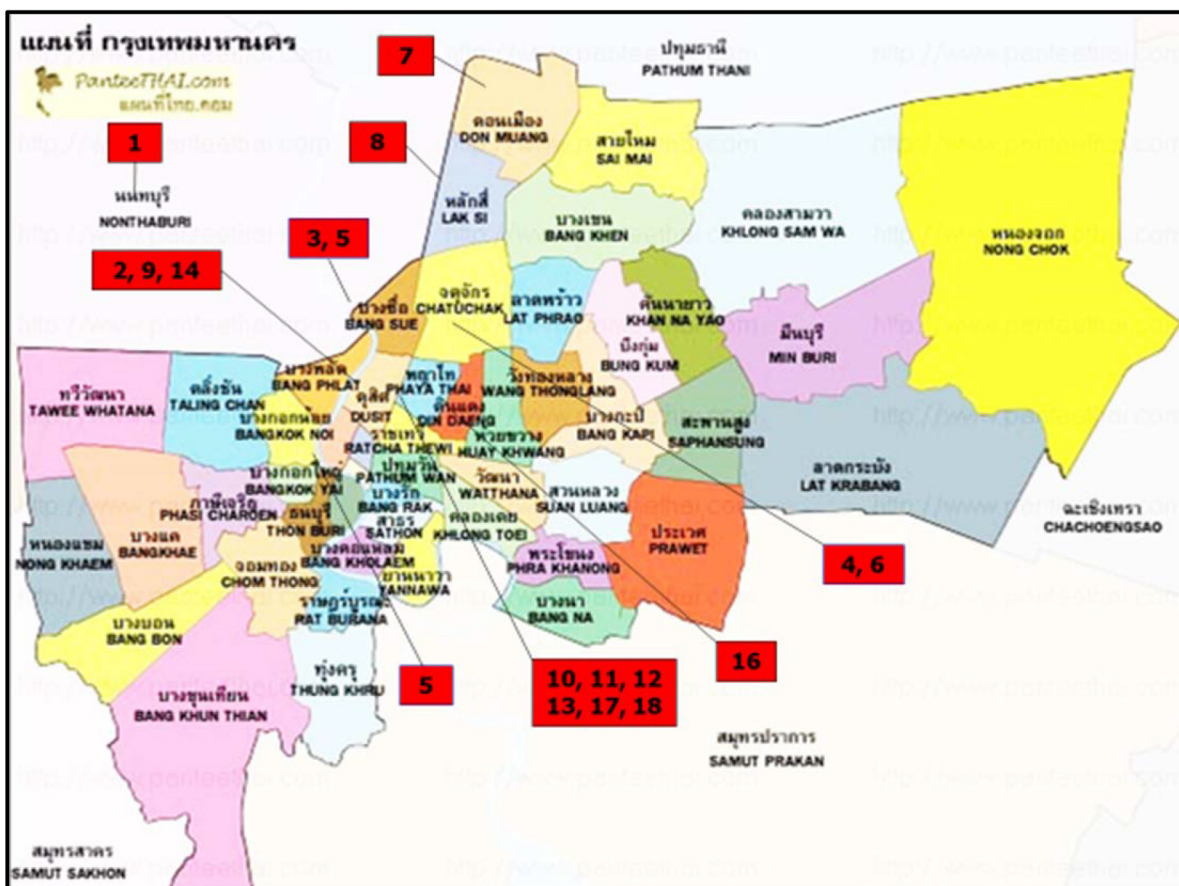 แผนที่ กรุงเทพมหานคร
PanteeTHAI.com
แผนที่ไทย.คอม
7
ปทุมธานี
PATHUM THANI
1
8
ดอนเมือง
DON MUANG
สายไหม
SAI MAI
นนทบุรี
NONTHABURI
หลักสี่
LAK SI
3, 5
บางเขน
BANG KHEN
คลองสามวา
KHLONG SAM WA
หนองจอก
NONG CHOK
2, 9, 14
บางซื่อ
BANG SUE
จตุจักร
CHATUCHAK
ลาดพร้าว
LAT PHRAO
คันนายาว
KHAN NA YAO
บึงกุ่ม
BUNG KUM
มีนบุรี
MIN BURI
ทวีวัฒนา
TAWEE WHATANA
ตลิ่งชัน
TALING CHAN
บางพลัด
BANG PHLAT
ดุสิต
DUSIT
พญาไท
PHAYA THAI
ดินแดง
DIN DAENG
วังทองหลาง
WANG THONGLANG
บางกะปิ
BANG KAPI
สะพานสูง
SAPHANSUNG
บางกอกน้อย
BANGKOK NOI
ราชเทวี
RATCHA THEWI
ห้วยขวาง
HUAY KHWANG
ลาดกระบัง
LAT KRABANG
บางกอกใหญ่
BANGKOK YAI
ปทุมวัน
PATHUM WAN
วัฒนา
WATTHANA
สวนหลวง
SUAN LUANG
ภาษีเจริญ
PHASI CHAROEN
ธนบุรี
THON BURI
บางรัก
BANG RAK
สาธร
SATHON
คลองเตย
KHLONG TOEI
ฉะเชิงเทรา
CHACHOENGSAO
หนองแขม
NONG KHAEM
บางแค
BANGKHAE
จอมทอง
CHOM THONG
บางคอแหลม
BANG KHOLAEM
ยานนาวา
YANNAWA
พระโขนง
PHRA KHANONG
ประเวศ
PRAWET
4, 6
บางบอน
BANG BON
ราษฎร์บูรณะ
RAT BURANA
บางนา
BANG NA
ทุ่งครุ
THUNG KHRU
5
10, 11, 12
13, 17, 18
16
บางขุนเทียน
BANG KHUN THIAN
สมุทรปราการ
SAMUT PRAKAN
สมุทรสาคร
SAMUT SAKHON
http://www.panteethai.com